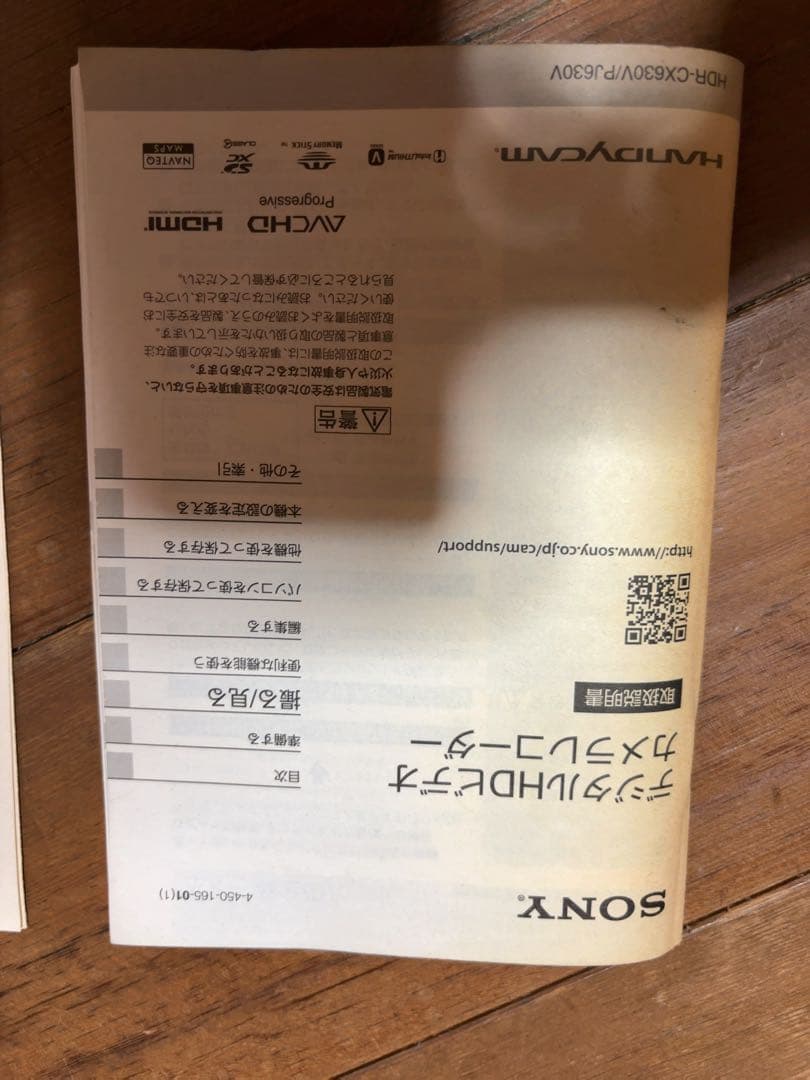 SONY®
4-450-165-01(1)
デジタルHDビデオ
カメラレコーダー
取扱説明書
http://www.sony.co.jp/cam/support/
目次
準備する
撮る/見る
便利な機能を使う
編集する
パソコンを使って保存する
他機を使って保存する
本機の設定を変える
その他・索引
警告
電気製品は安全のための注意事項を守らないと、
火災や人身事故になることがあります。
この取扱説明書には、事故を防ぐための重要な注
意事項と製品の取り扱いかたを示しています。
取扱説明書をよくお読みのうえ、製品を安全にお
使いください。お読みになったあとは、いつでも
見られるところに必ず保管してください。
AVCHD Progressive
HDMI
HANDYCAM®
InfoLITHIUM™ V SERIES
MEMORY STICK™
SD XC CLASS 4
NAVTEQ MAPS
HDR-CX630V/PJ630V